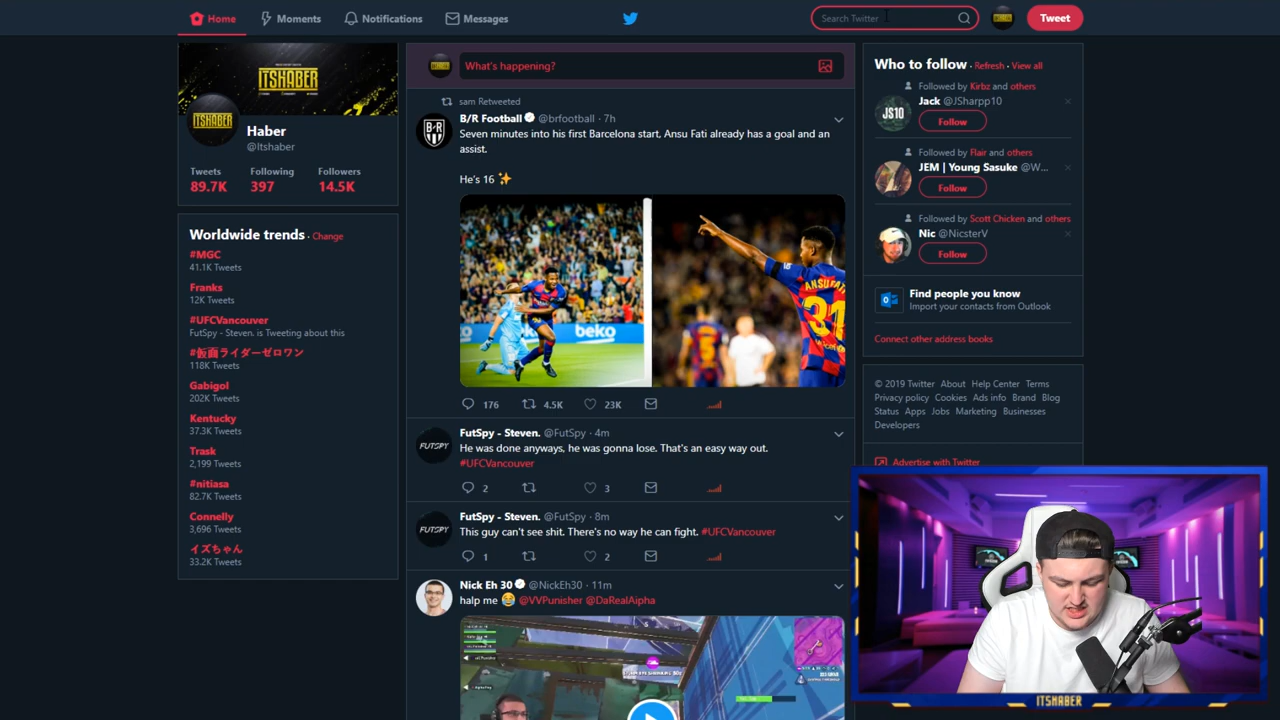 Home
Moments
Notifications
Messages
Search Twitter
Tweet
ITSHABER
ITSHABER
Haber
@Itshaber
Tweets Following Followers
89.7K 397 14.5K
Worldwide trends · Change
#MGC
41.1K Tweets
Franks
12K Tweets
#UFCVancouver
FutSpy - Steven. is Tweeting about this
#仮面ライダーゼロワン
118K Tweets
Gabigol
202K Tweets
Kentucky
37.3K Tweets
Trask
2,199 Tweets
#nitiasa
82.7K Tweets
Connelly
3,696 Tweets
イズちゃん
33.2K Tweets
What's happening?
sam Retweeted
B/R Football @brfootball · 7h
B·R
Seven minutes into his first Barcelona start, Ansu Fati already has a goal and an
assist.
He's 16 ✨
beko
ANSU FATI
31
176 4.5K 23K
FutSpy - Steven. @FutSpy · 4m
FUTSPY
He was done anyways, he was gonna lose. That's an easy way out.
#UFCVancouver
2 3
FutSpy - Steven. @FutSpy · 8m
FUTSPY
This guy can't see shit. There's no way he can fight. #UFCVancouver
1 2
Nick Eh 30 @NickEh30 · 11m
halp me 😂 @VVPunisher @DaRealAipha
Who to follow · Refresh · View all
Followed by Kirbz and others
Jack @JSharpp10
JS10
Follow
Followed by Flair and others
JEM | Young Sasuke @W...
Follow
Followed by Scott Chicken and others
Nic @NicsterV
Follow
Find people you know
Import your contacts from Outlook
Connect other address books
© 2019 Twitter About Help Center Terms
Privacy policy Cookies Ads info Brand Blog
Status Apps Jobs Marketing Businesses
Developers
Advertise with Twitter
ITSHABER